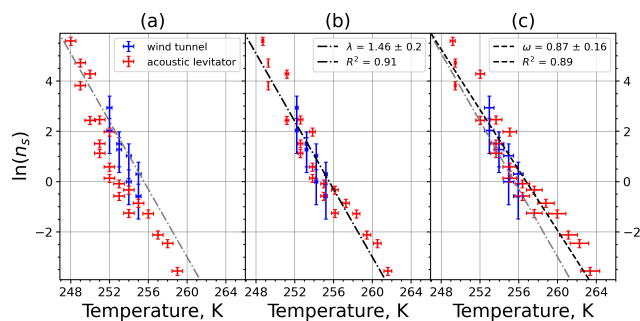 (a) (b) (c)
wind tunnel
acoustic levitator
λ = 1.46 ± 0.2
R² = 0.91
ω = 0.87 ± 0.16
R² = 0.89
ln(nₛ)
4
2
0
−2
248 252 256 260 264 248 252 256 260 264 248 252 256 260 264
Temperature, K Temperature, K Temperature, K